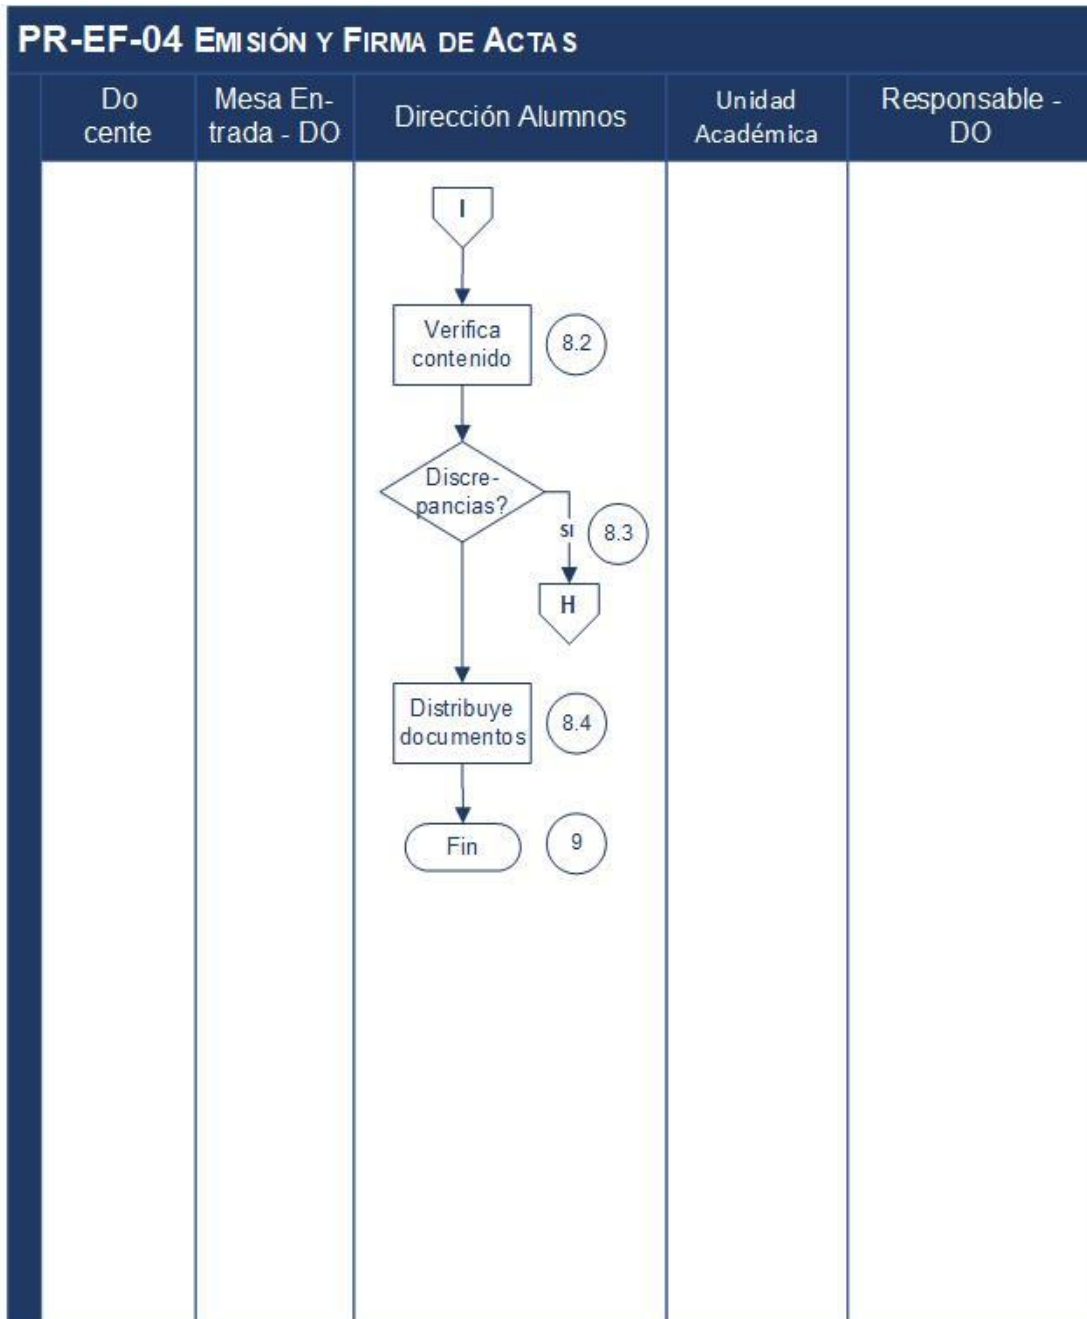 PR-EF-04 EMISIÓN Y FIRMA DE ACTAS
Do
cente
Mesa En-
trada - DO
Dirección Alumnos
Unidad
Académica
Responsable -
DO
I
Verifica
contenido
8.2
Discre-
pancias?
SI
8.3
H
Distribuye
documentos
8.4
Fin
9